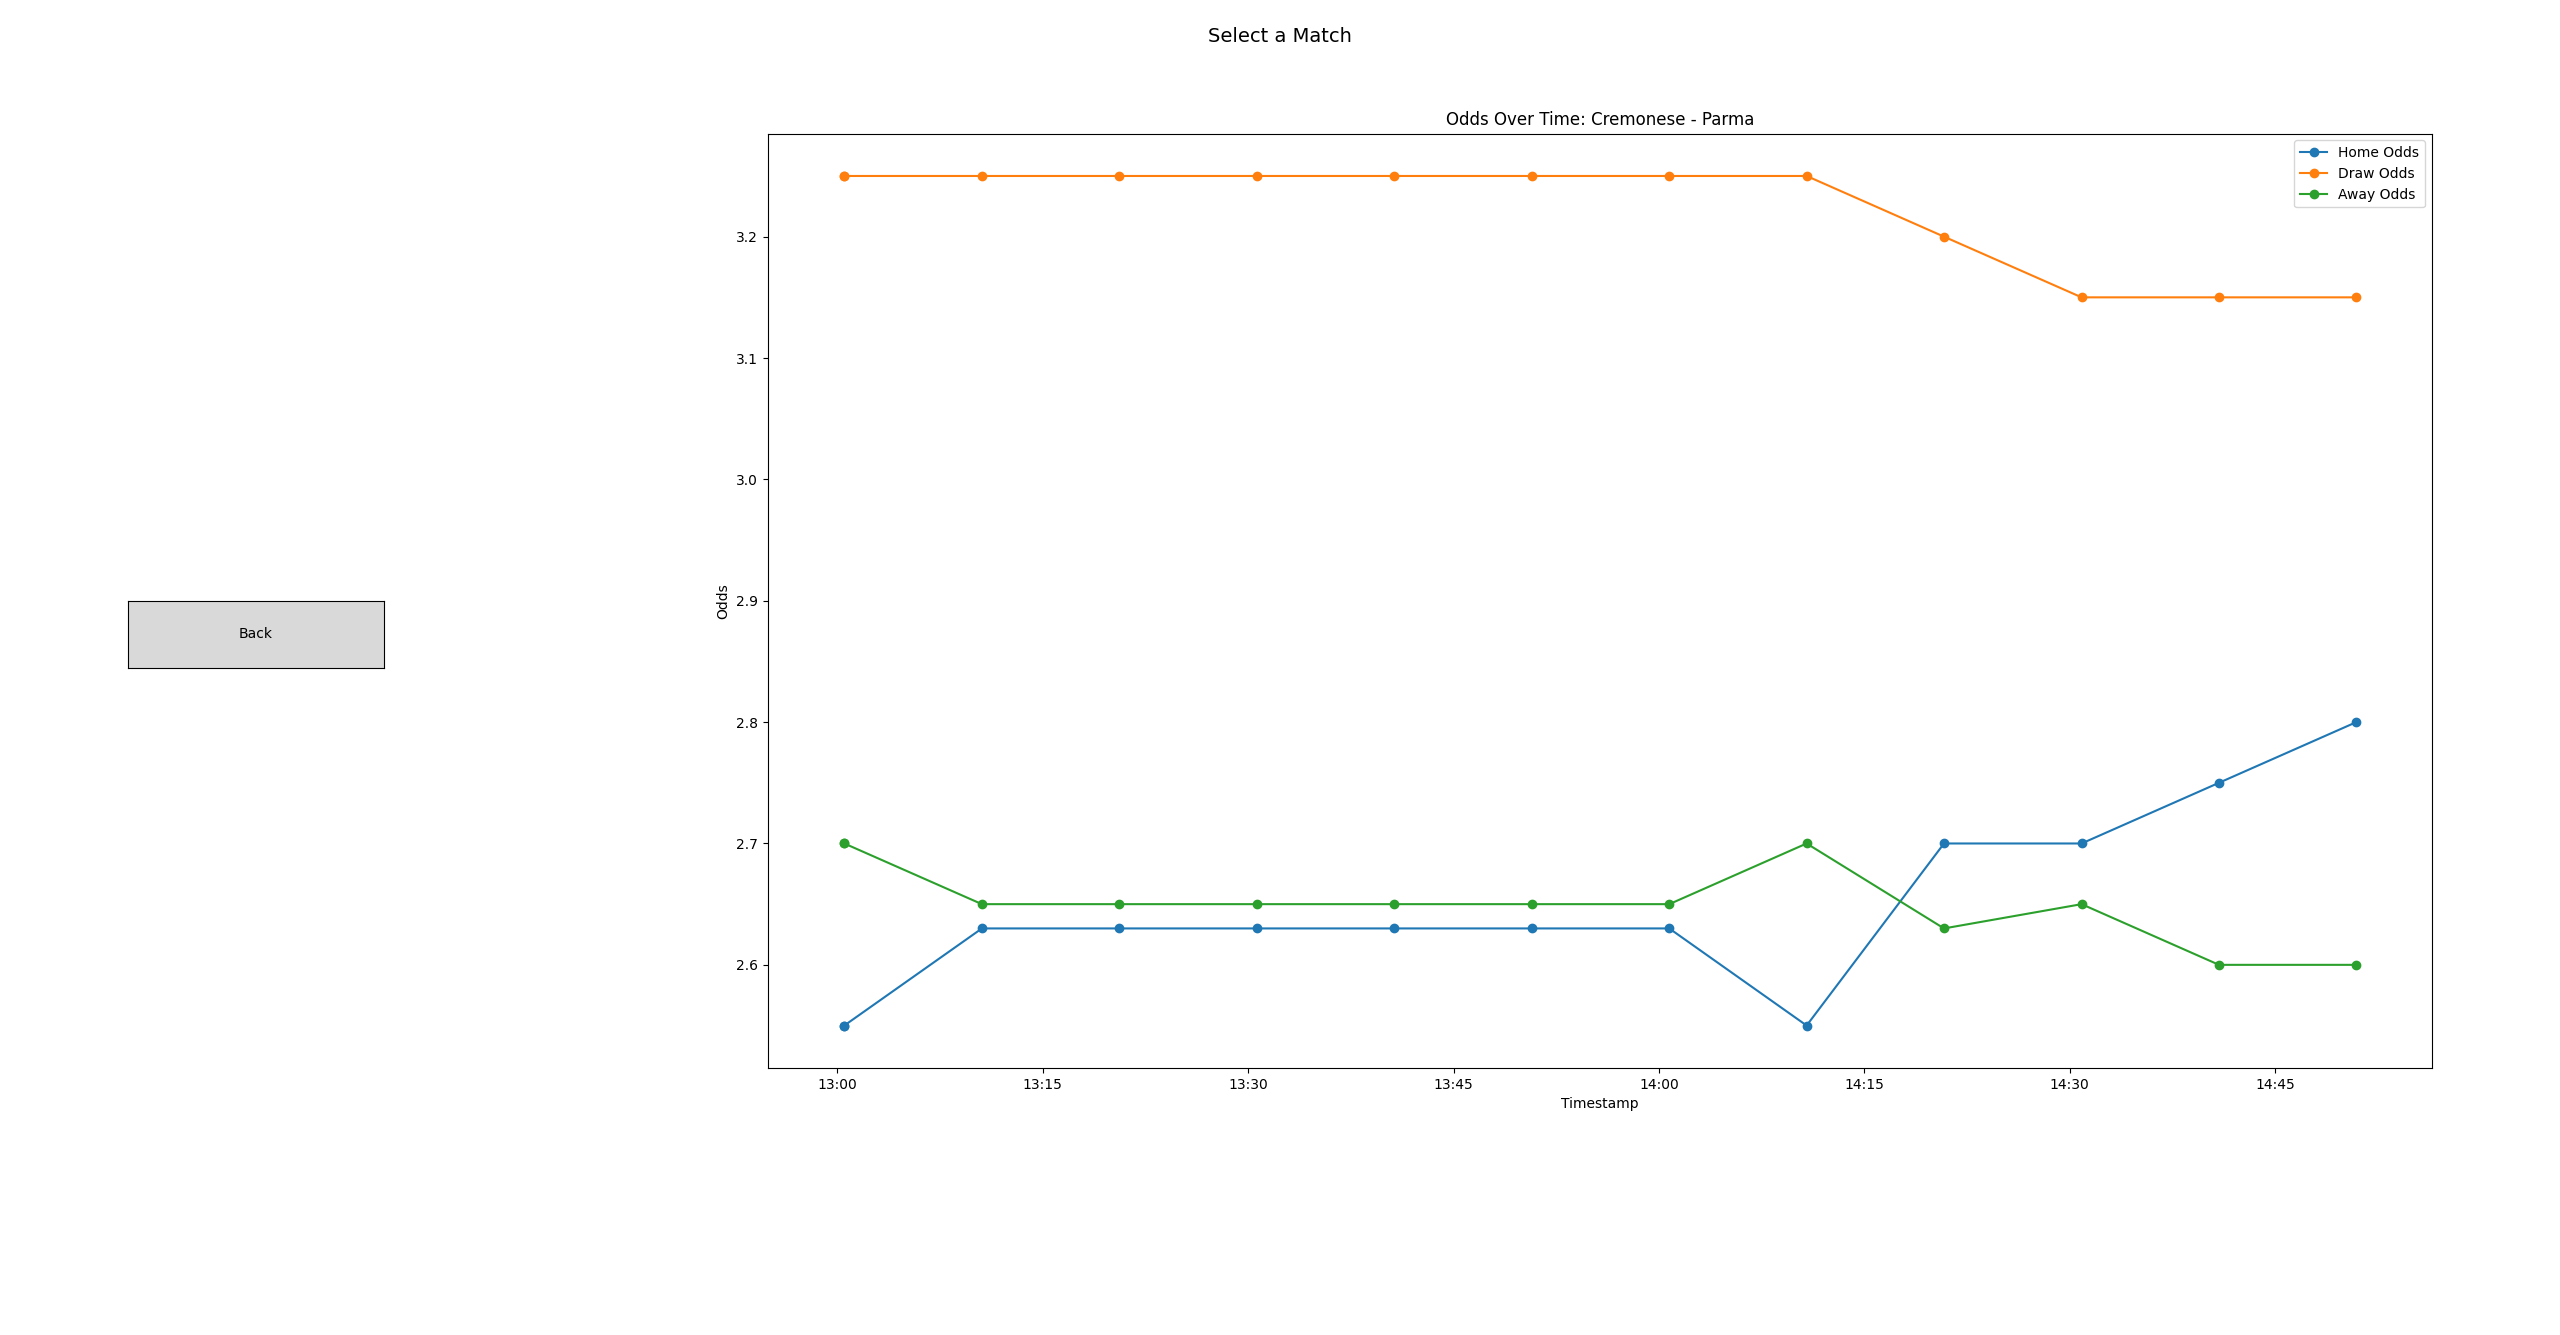 Select a Match
Odds Over Time: Cremonese - Parma
Home Odds
Draw Odds
Away Odds
3.2
3.1
3.0
2.9
2.8
2.7
2.6
Odds
Back
13:00 13:15 13:30 13:45 14:00 14:15 14:30 14:45
Timestamp